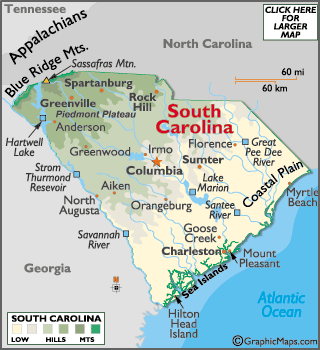 Tennessee
CLICK HERE
FOR
LARGER
MAP
Appalachians
Blue Ridge Mts.
North Carolina
Sassafras Mtn.
60 mi
60 km
Spartanburg
Greenville
Rock
Hill
Piedmont Plateau
Anderson
South
Carolina
Hartwell
Lake
Greenwood
Irmo
Columbia
Florence
Sumter
Great
Pee Dee
River
Strom
Thurmond
Resevoir
Aiken
Lake
Marion
Coastal Plain
Myrtle
Beach
North
Augusta
Orangeburg
Santee
River
Savannah
River
Goose
Creek
Charleston
Mount
Pleasant
Georgia
Sea Islands
Hilton
Head
Island
Atlantic
Ocean
SOUTH CAROLINA
LOW HILLS MTS
©GraphicMaps.com